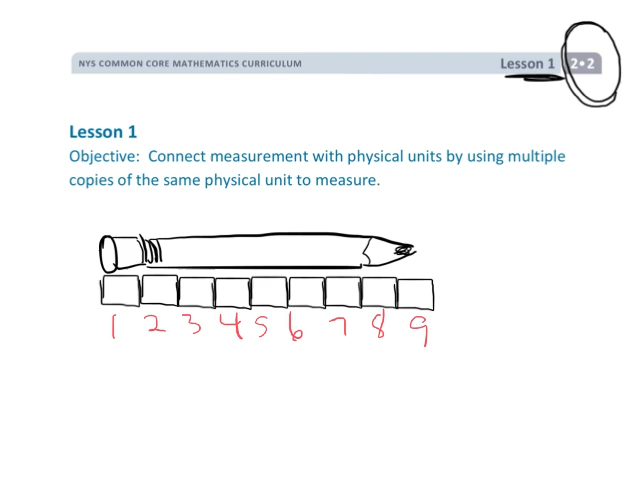 NYS COMMON CORE MATHEMATICS CURRICULUM Lesson 1 2•2
Lesson 1
Objective: Connect measurement with physical units by using multiple
copies of the same physical unit to measure.
1 2 3 4 5 6 7 8 9